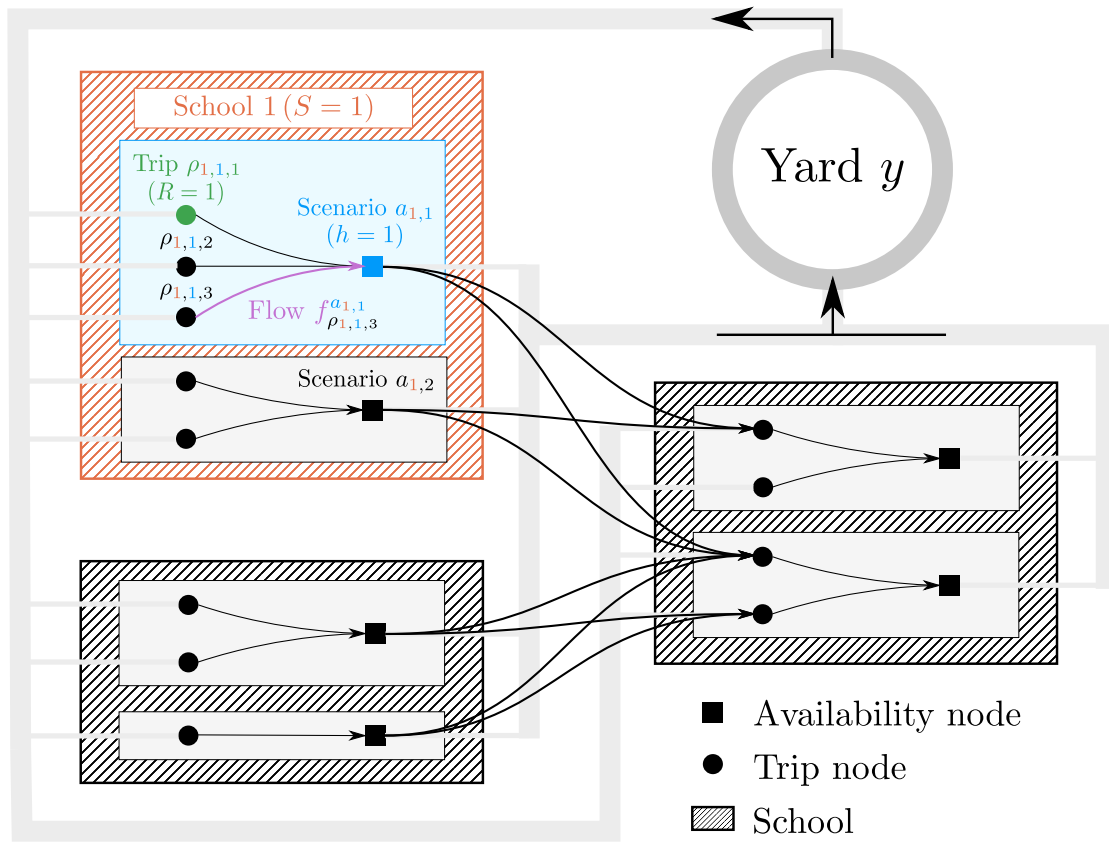 School 1 (S = 1)
Trip ρ1,1,1
(R = 1)
Scenario a1,1
(h = 1)
ρ1,1,2
ρ1,1,3
Flow f^{a1,1}_{ρ1,1,3}
Scenario a1,2
Yard y
Availability node
Trip node
School